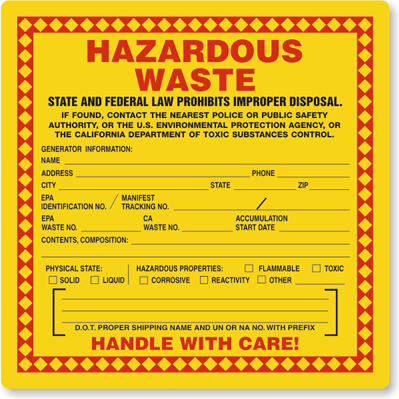 HAZARDOUS
WASTE
STATE AND FEDERAL LAW PROHIBITS IMPROPER DISPOSAL.
IF FOUND, CONTACT THE NEAREST POLICE OR PUBLIC SAFETY
AUTHORITY, OR THE U.S. ENVIRONMENTAL PROTECTION AGENCY, OR
THE CALIFORNIA DEPARTMENT OF TOXIC SUBSTANCES CONTROL.
GENERATOR INFORMATION:
NAME
ADDRESS PHONE
CITY STATE ZIP
EPA IDENTIFICATION NO. / MANIFEST TRACKING NO. /
EPA WASTE NO. CA WASTE NO. ACCUMULATION START DATE
CONTENTS, COMPOSITION:
PHYSICAL STATE: HAZARDOUS PROPERTIES: FLAMMABLE TOXIC
SOLID LIQUID CORROSIVE REACTIVITY OTHER
D.O.T. PROPER SHIPPING NAME AND UN OR NA NO. WITH PREFIX
HANDLE WITH CARE!